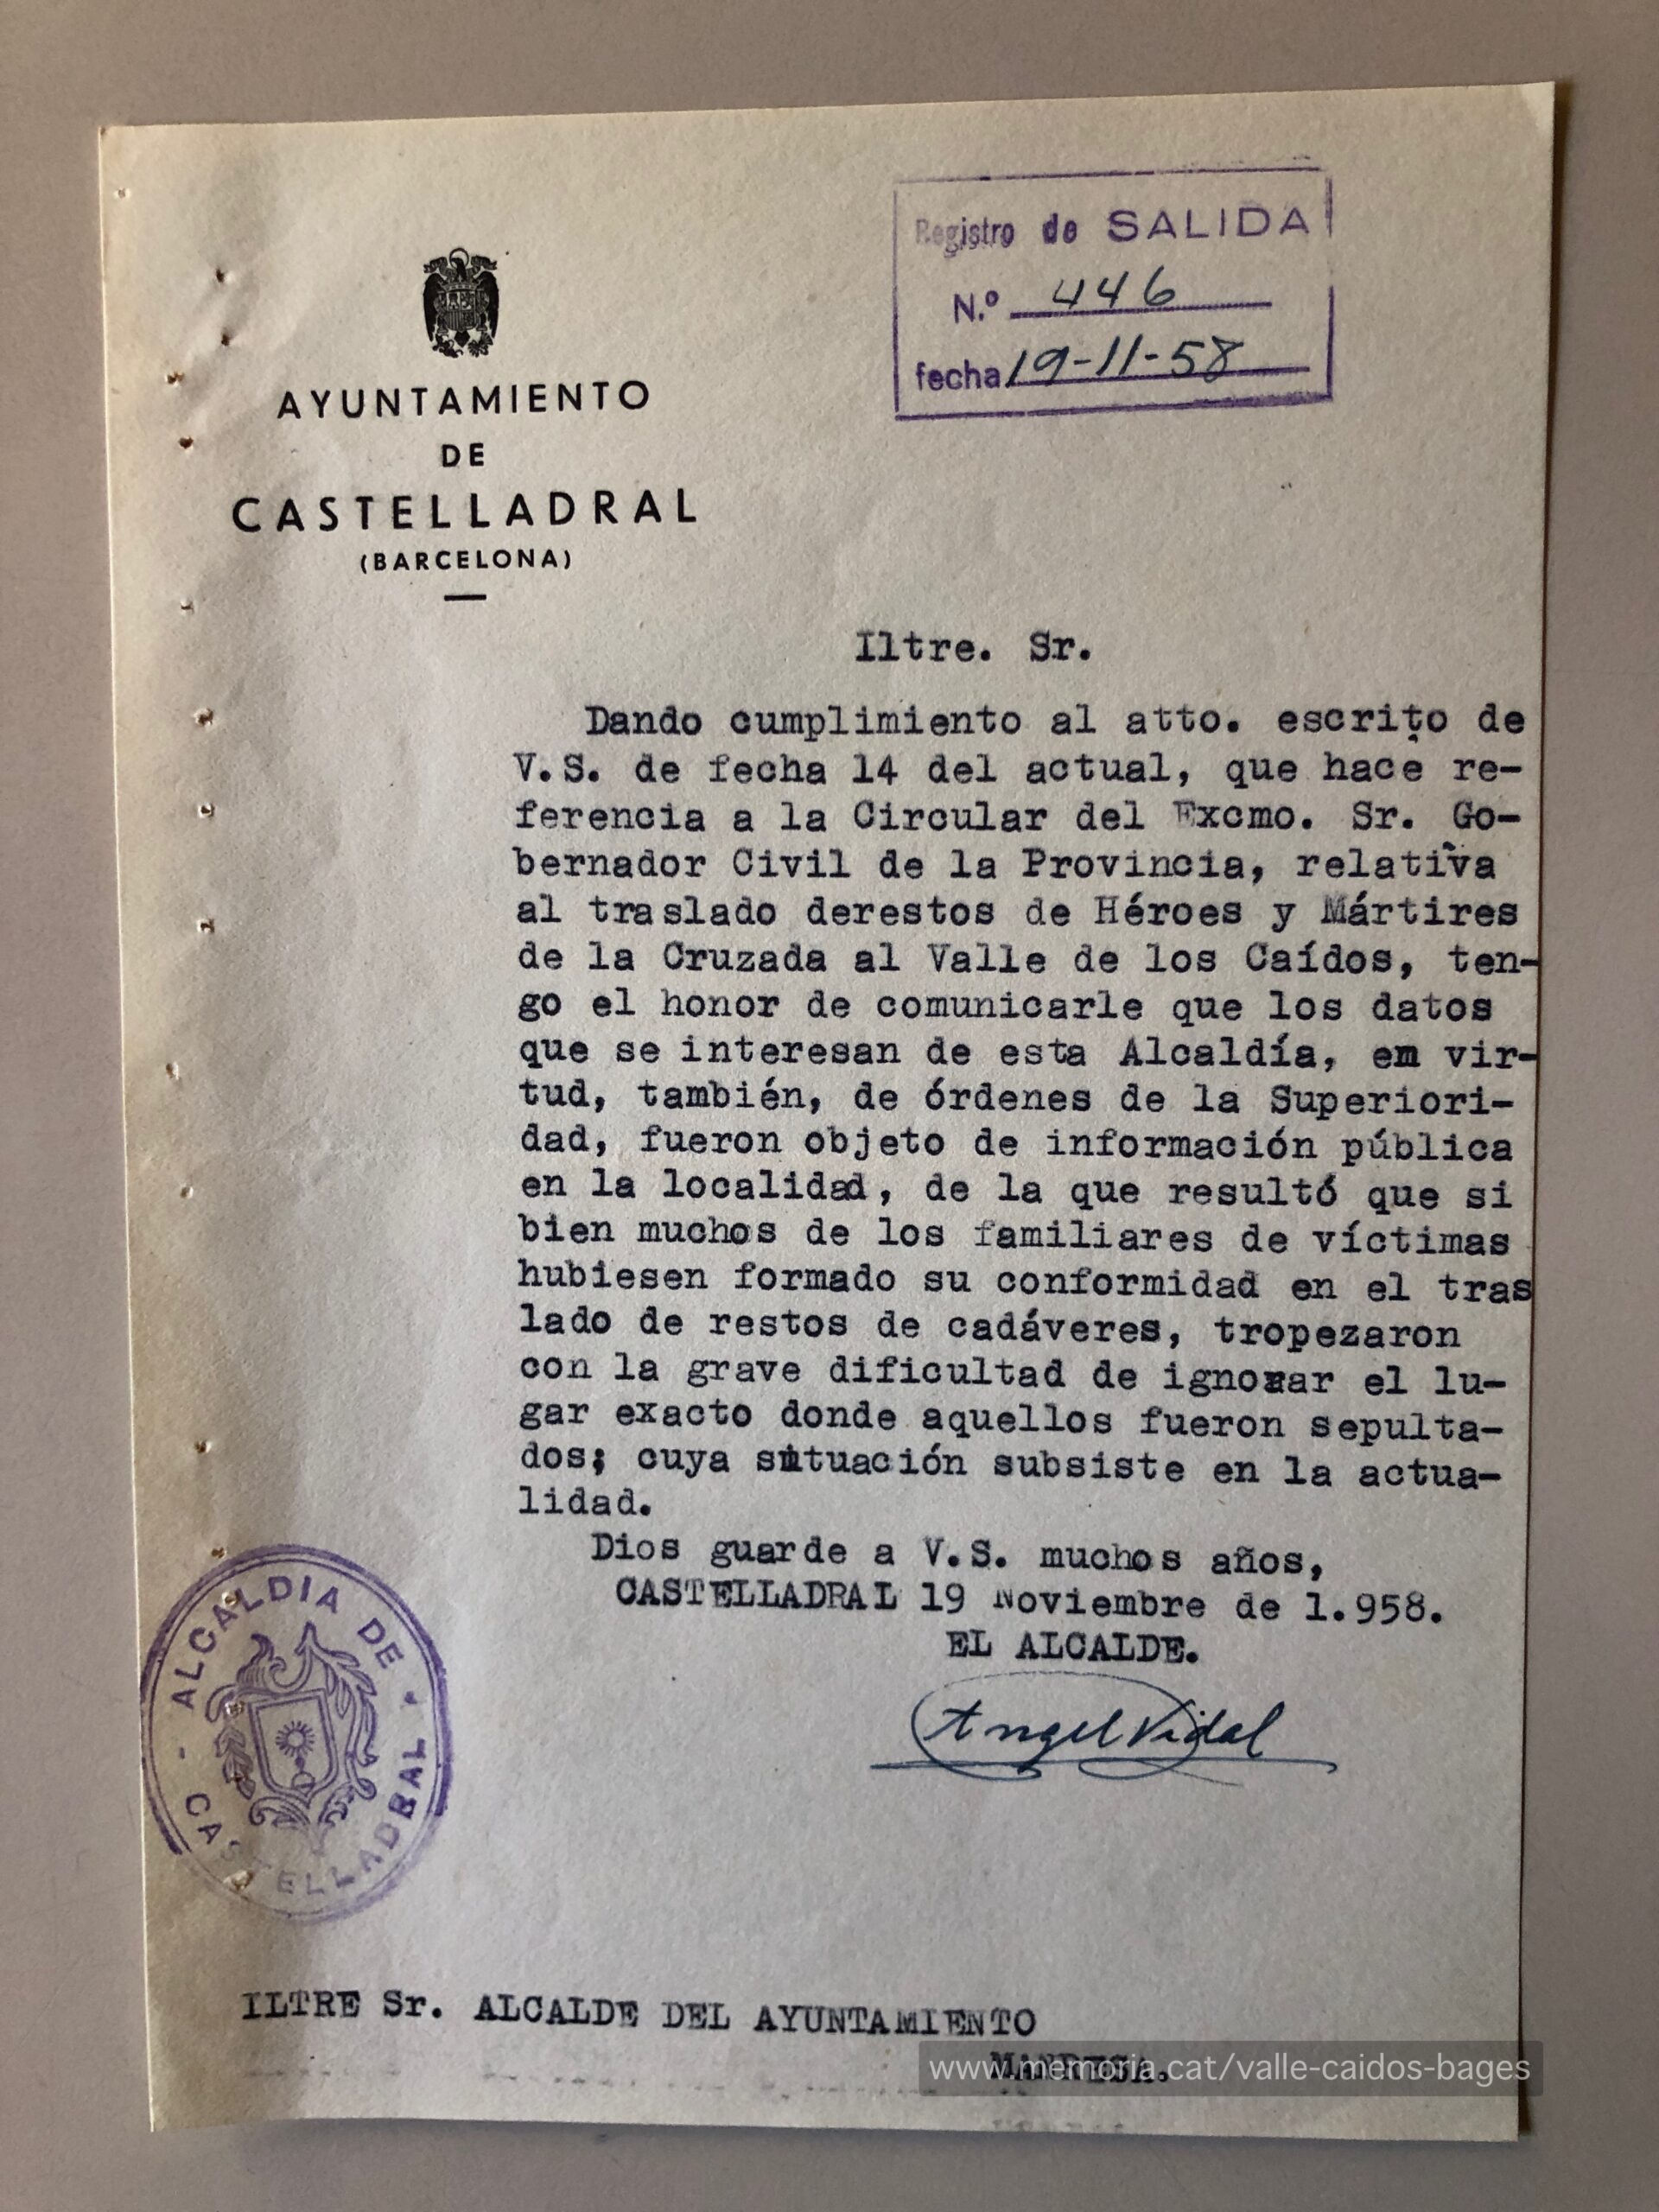 Registro de SALIDA
N.º 446
fecha 19-11-58
AYUNTAMIENTO
DE
CASTELLADRAL
(BARCELONA)
Iltre. Sr.
Dando cumplimiento al atto. escrito de
V.S. de fecha 14 del actual, que hace re-
ferencia a la Circular del Excmo. Sr. Go-
bernador Civil de la Provincia, relativa
al traslado derestos de Héroes y Mártires
de la Cruzada al Valle de los Caídos, ten-
go el honor de comunicarle que los datos
que se interesan de esta Alcaldía, em vir-
tud, también, de órdenes de la Superiori-
dad, fueron objeto de información pública
en la localidad, de la que resultó que si
bien muchos de los familiares de víctimas
hubiesen formado su conformidad en el tras
lado de restos de cadáveres, tropezaron
con la grave dificultad de ignorar el lu-
gar exacto donde aquellos fueron sepulta-
dos; cuya situación subsiste en la actua-
lidad.
Dios guarde a V.S. muchos años,
CASTELLADRAL 19 Noviembre de 1.958.
EL ALCALDE.
Angel Vidal
ALCALDIA DE
- CASTELLADRAL
ILTRE Sr. ALCALDE DEL AYUNTAMIENTO
MANRESA.
www.memoria.cat/valle-caidos-bages